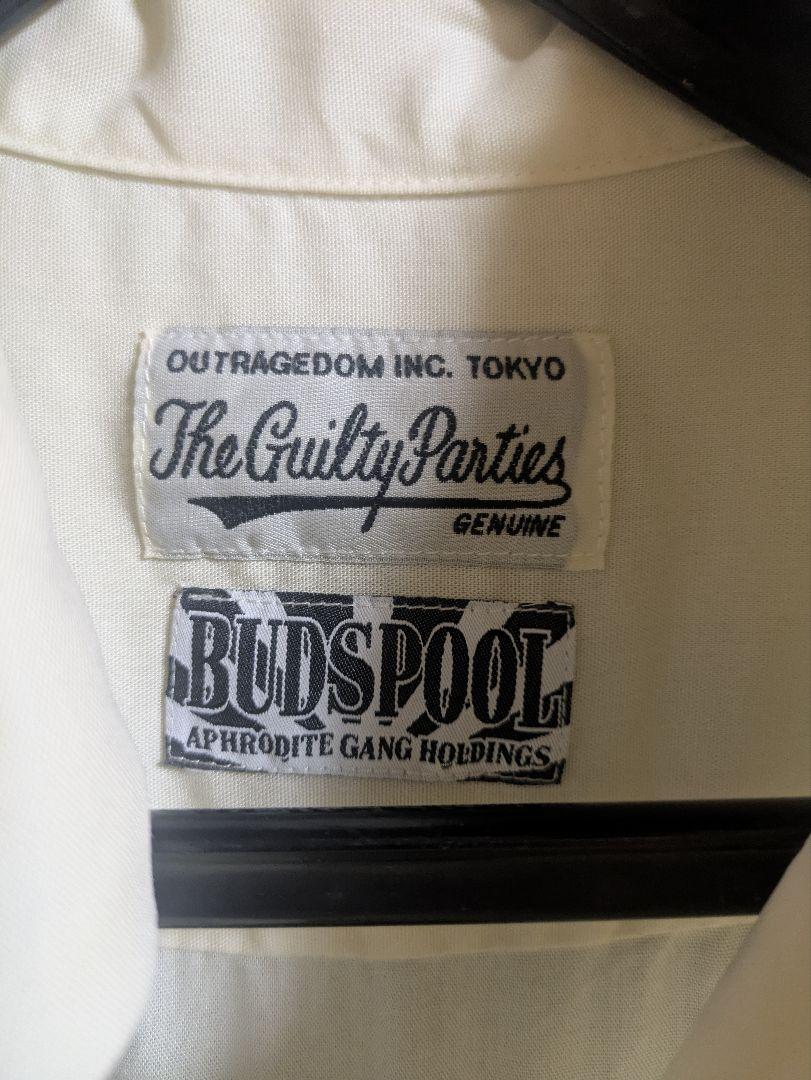 OUTRAGEDOM INC. TOKYO
The Guilty Parties
GENUINE
BUDSPOOL
APHRODITE GANG HOLDINGS